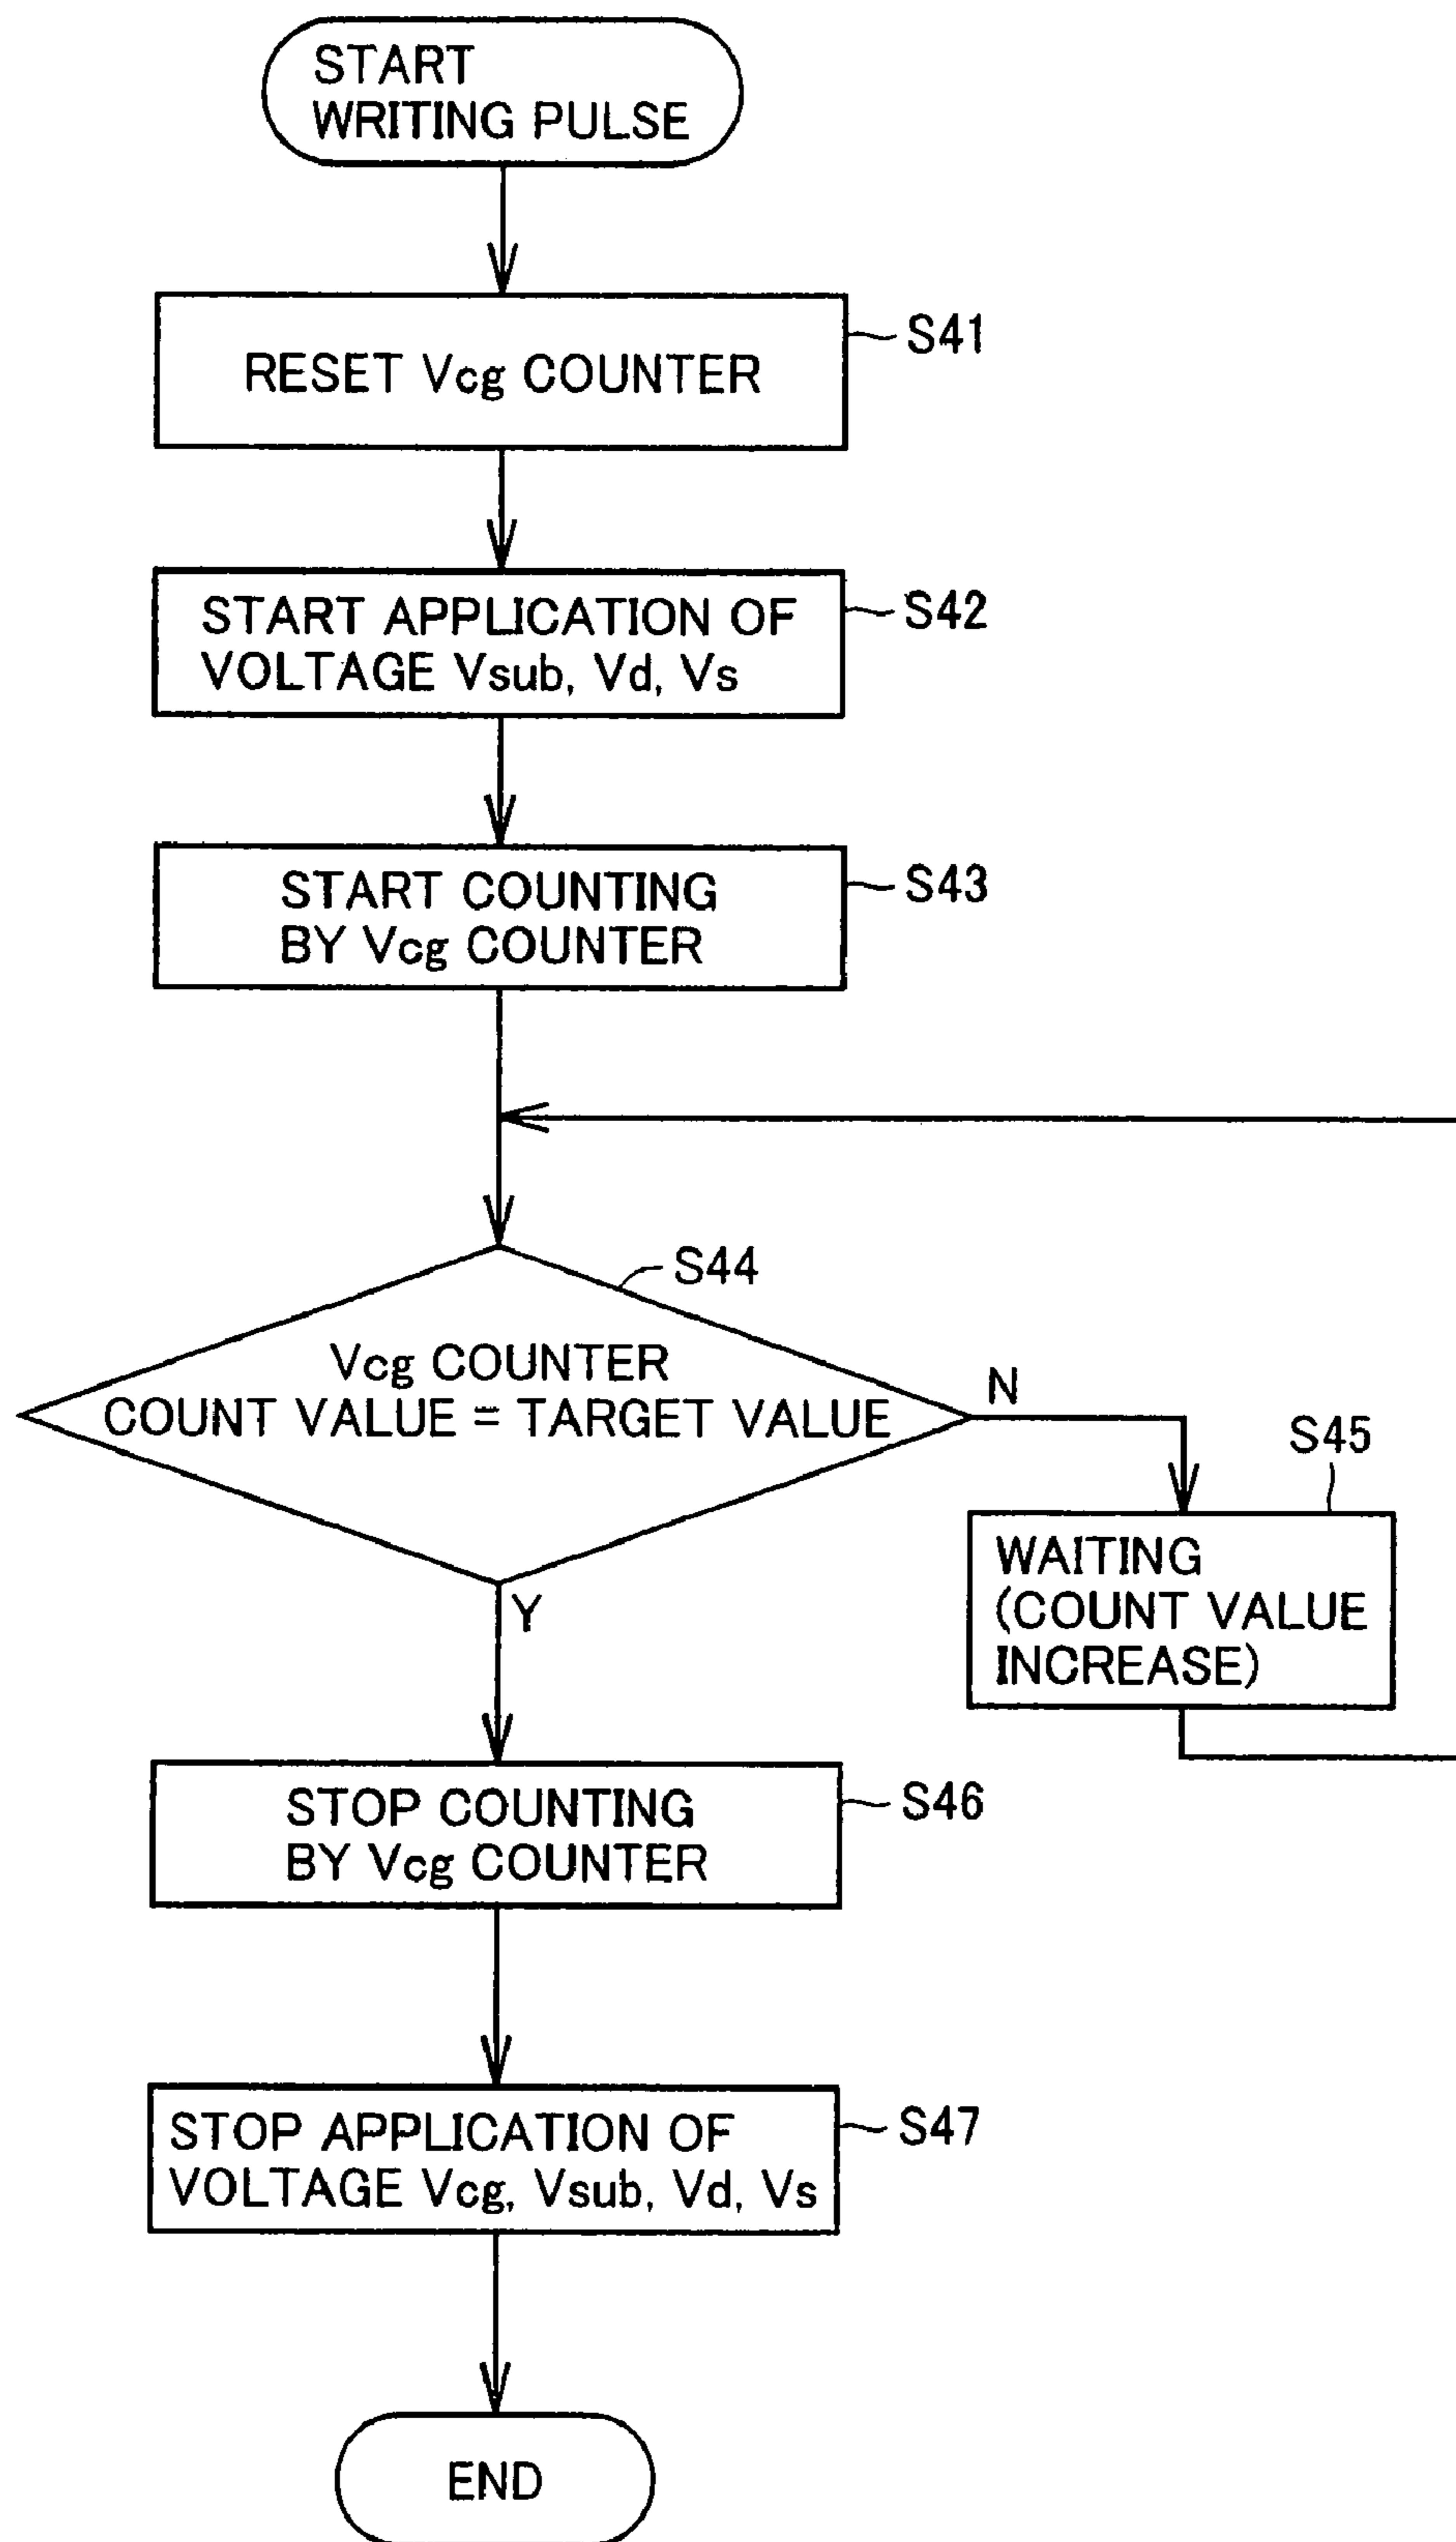 START
WRITING PULSE
S41
RESET Vcg COUNTER
S42
START APPLICATION OF
VOLTAGE Vsub, Vd, Vs
S43
START COUNTING
BY Vcg COUNTER
S44
Vcg COUNTER
COUNT VALUE = TARGET VALUE
N
S45
WAITING
(COUNT VALUE
INCREASE)
Y
S46
STOP COUNTING
BY Vcg COUNTER
S47
STOP APPLICATION OF
VOLTAGE Vcg, Vsub, Vd, Vs
END